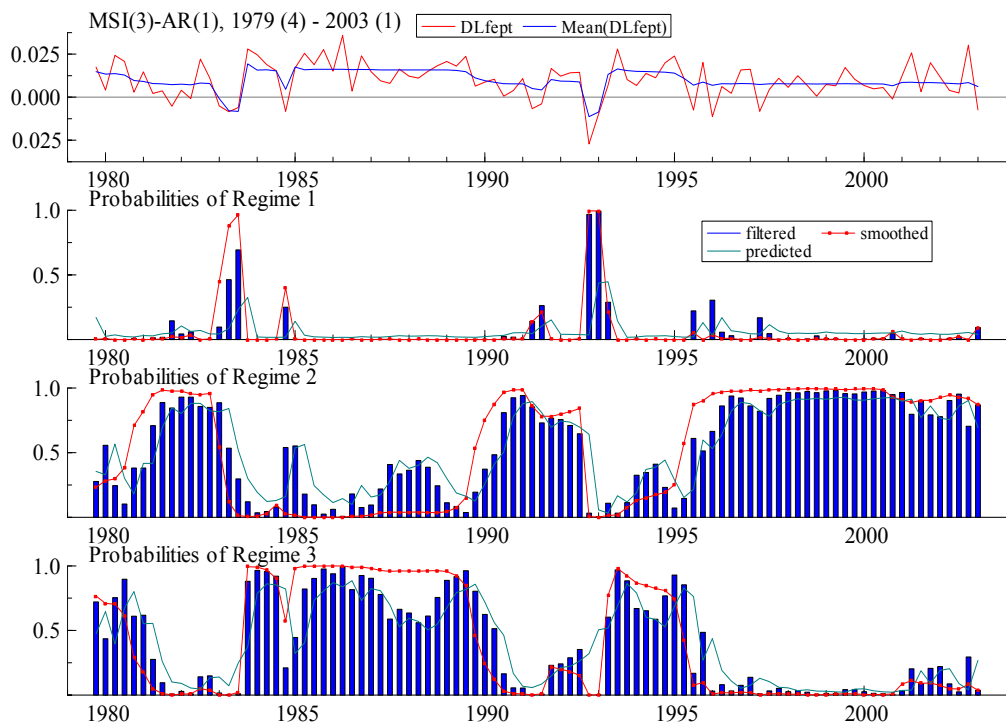 MSI(3)-AR(1), 1979 (4) - 2003 (1)
DLfept Mean(DLfept)
0.025
0.000
0.025
1980 1985 1990 1995 2000
Probabilities of Regime 1
1.0
filtered smoothed
predicted
0.5
1980 1985 1990 1995 2000
Probabilities of Regime 2
1.0
0.5
1980 1985 1990 1995 2000
Probabilities of Regime 3
1.0
0.5
1980 1985 1990 1995 2000